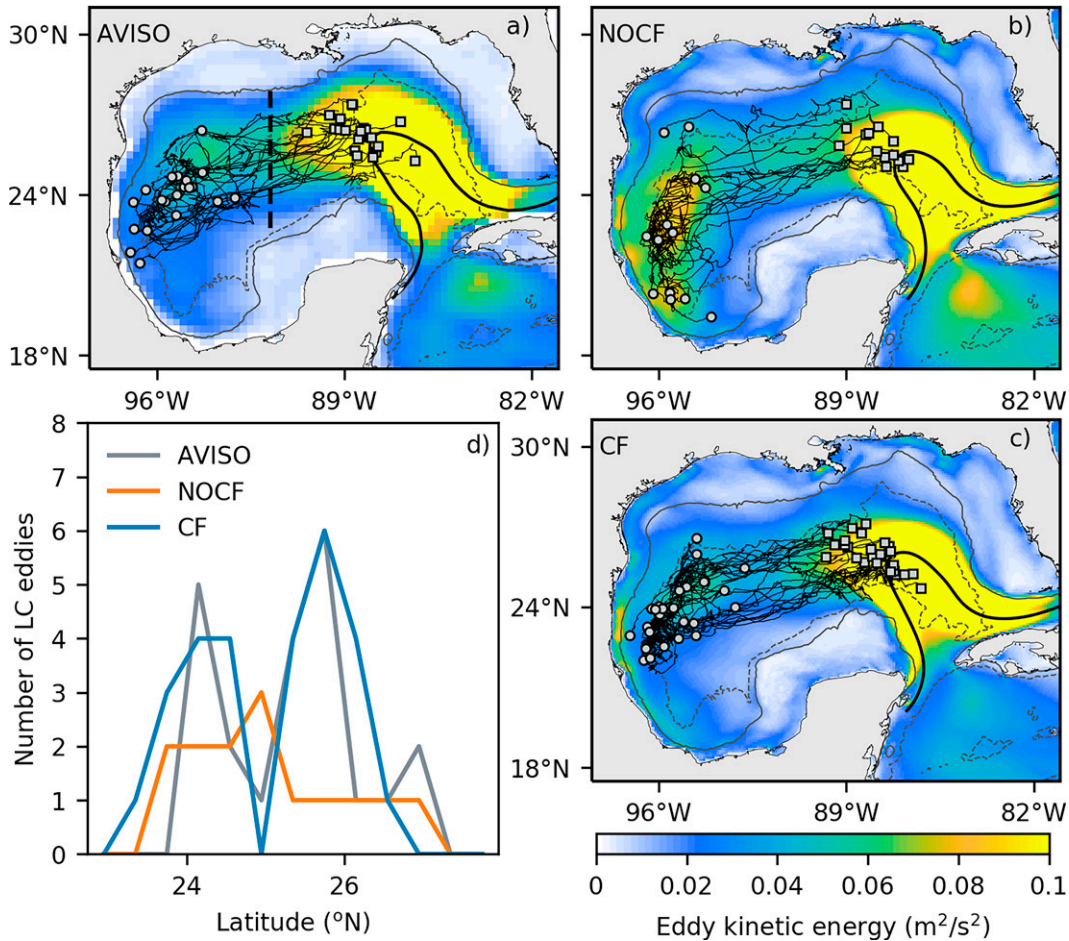 AVISO a)
30°N
24°N
18°N
96°W 89°W 82°W
NOCF b)
96°W 89°W 82°W
d)
8
7
6
5
4
3
2
1
0
AVISO
NOCF
CF
Number of LC eddies
24 26
Latitude (°N)
CF c)
30°N
24°N
18°N
96°W 89°W 82°W
0 0.02 0.04 0.06 0.08 0.1
Eddy kinetic energy (m²/s²)